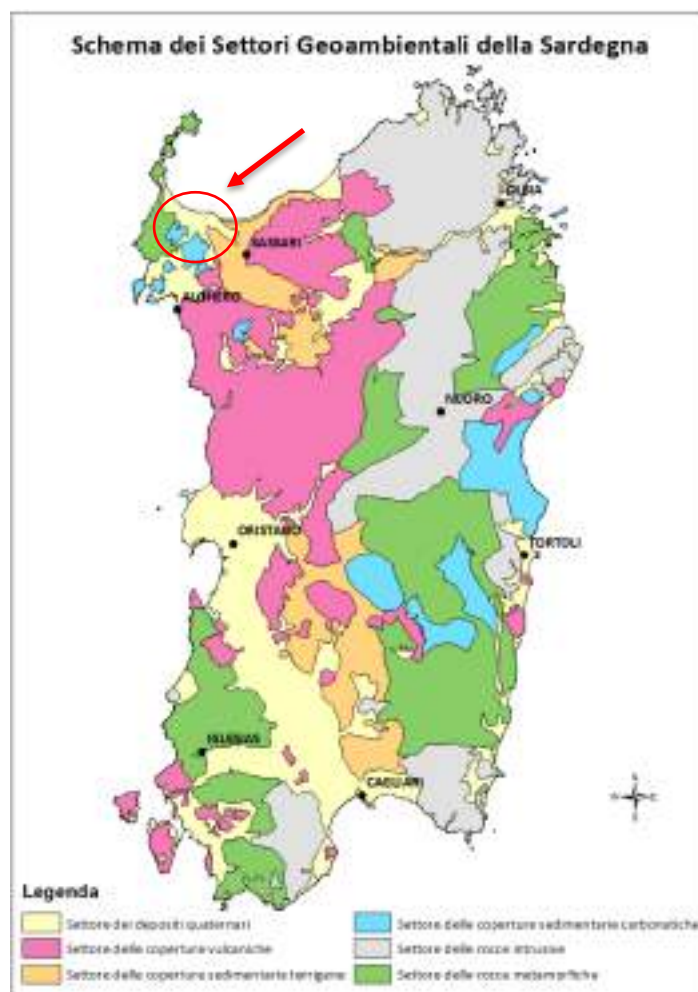 Schema dei Settori Geoambientali della Sardegna
OLBIA
SASSARI
ALGHERO
NUORO
ORISTANO
TORTOLI
IGLESIAS
CAGLIARI
Legenda
Settore dei depositi quaternari
Settore delle coperture vulcaniche
Settore delle coperture sedimentarie terrigene
Settore delle coperture sedimentarie carbonatiche
Settore delle rocce intrusive
Settore delle rocce metamorfiche